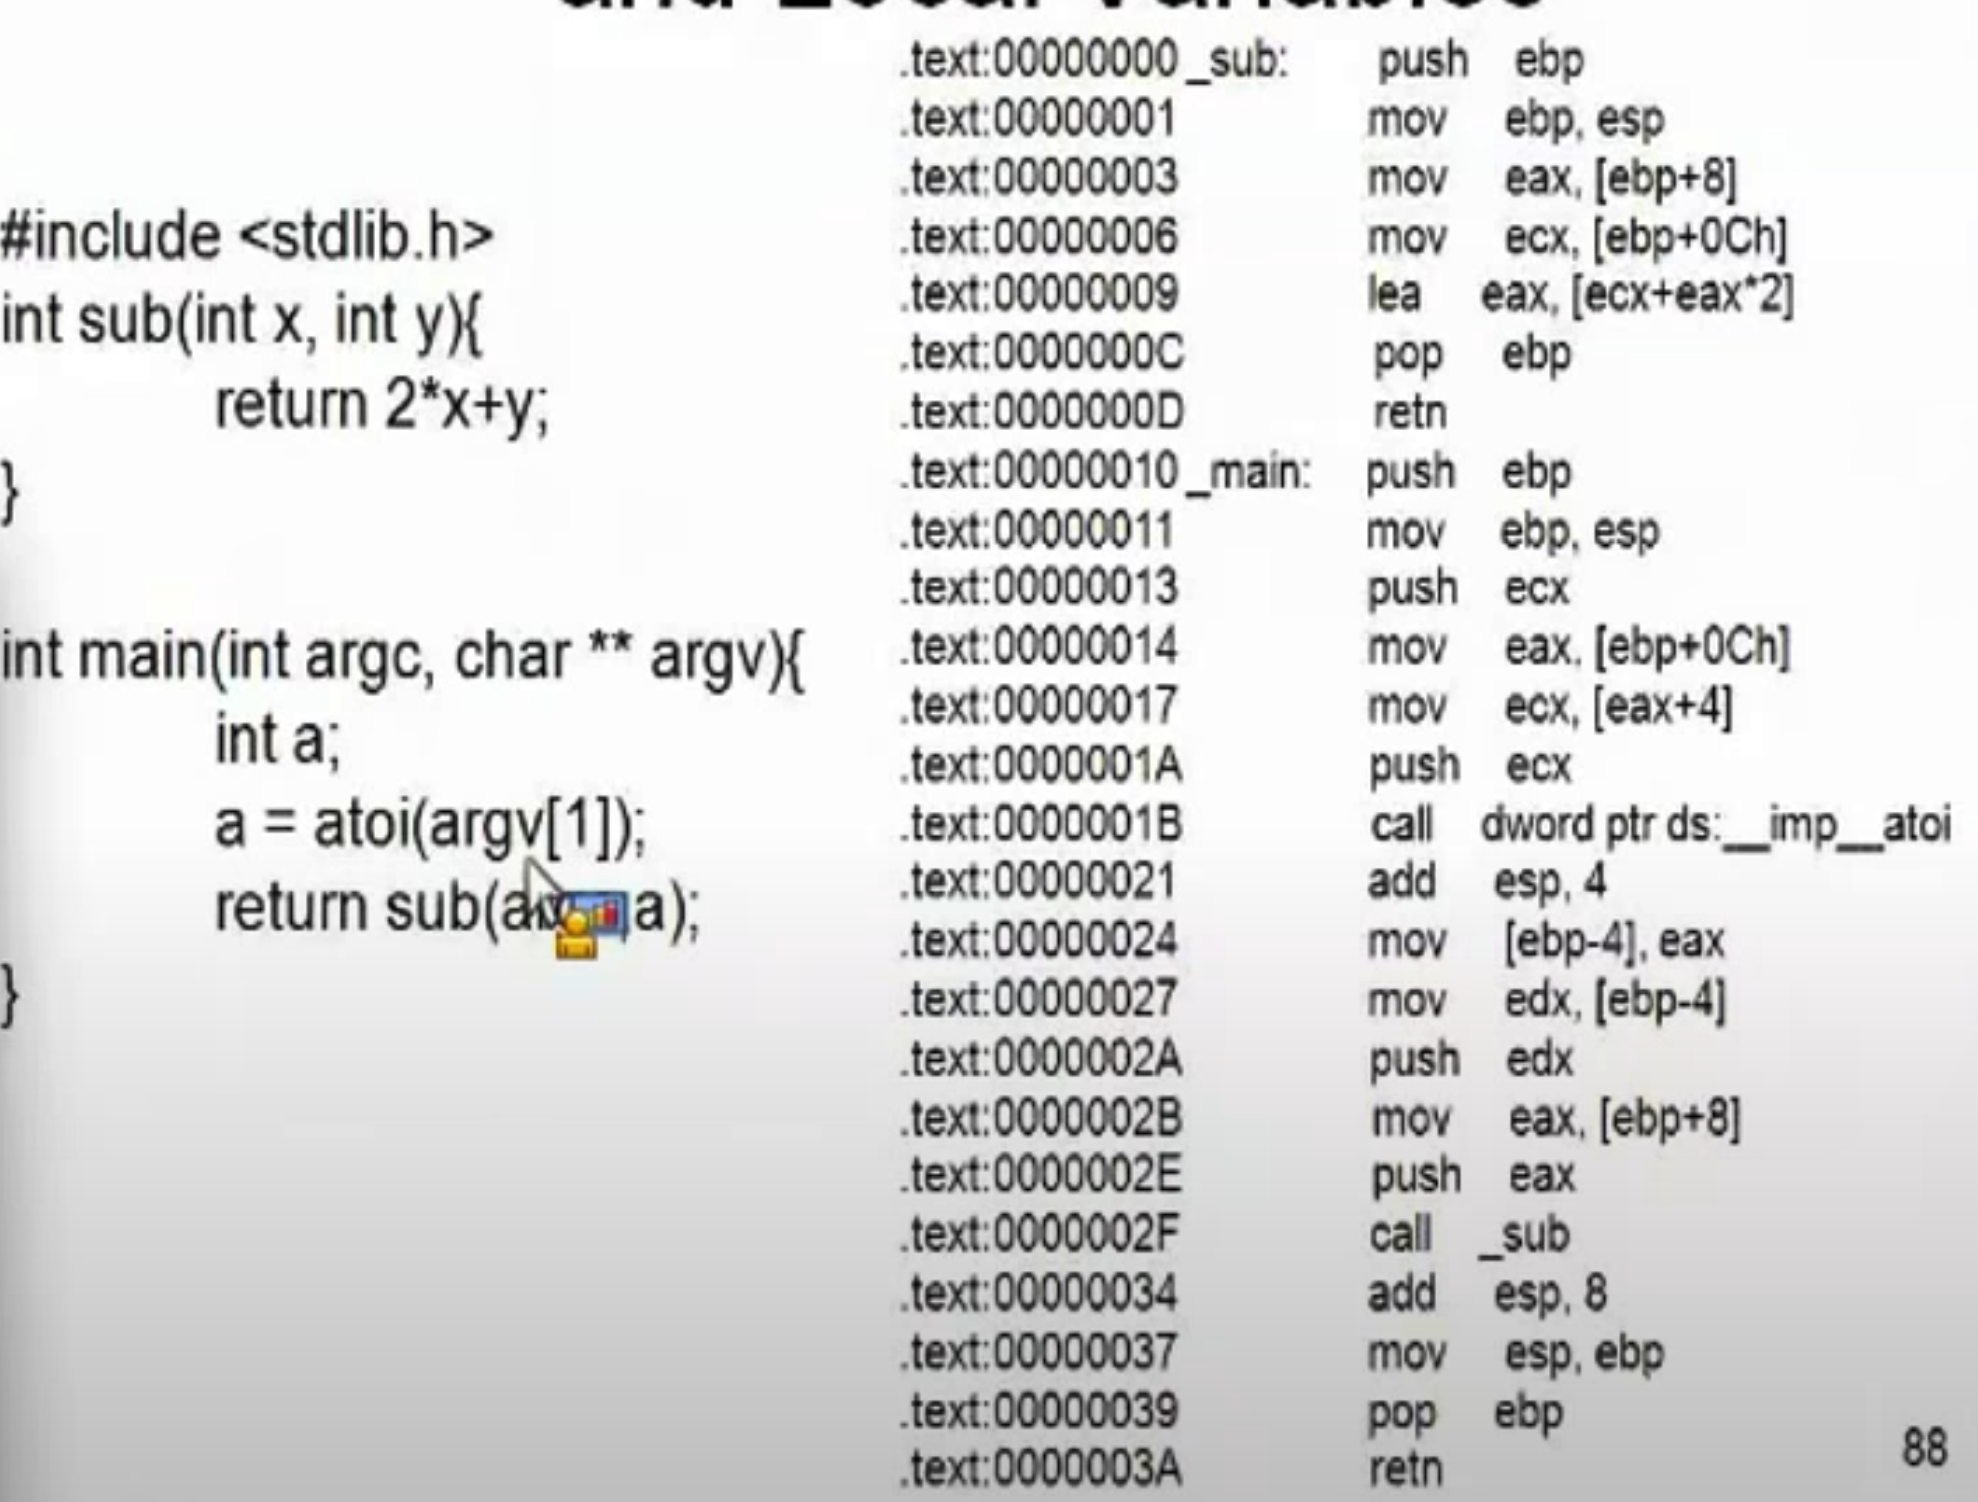 #include <stdlib.h>
int sub(int x, int y){
return 2*x+y;
}
int main(int argc, char ** argv){
int a;
a = atoi(argv[1]);
return sub(a a);
}
.text:00000000 _sub: push ebp
.text:00000001 mov ebp, esp
.text:00000003 mov eax, [ebp+8]
.text:00000006 mov ecx, [ebp+0Ch]
.text:00000009 lea eax, [ecx+eax*2]
.text:0000000C pop ebp
.text:0000000D retn
.text:00000010 _main: push ebp
.text:00000011 mov ebp, esp
.text:00000013 push ecx
.text:00000014 mov eax, [ebp+0Ch]
.text:00000017 mov ecx, [eax+4]
.text:0000001A push ecx
.text:0000001B call dword ptr ds:__imp__atoi
.text:00000021 add esp, 4
.text:00000024 mov [ebp-4], eax
.text:00000027 mov edx, [ebp-4]
.text:0000002A push edx
.text:0000002B mov eax, [ebp+8]
.text:0000002E push eax
.text:0000002F call _sub
.text:00000034 add esp, 8
.text:00000037 mov esp, ebp
.text:00000039 pop ebp
.text:0000003A retn
88